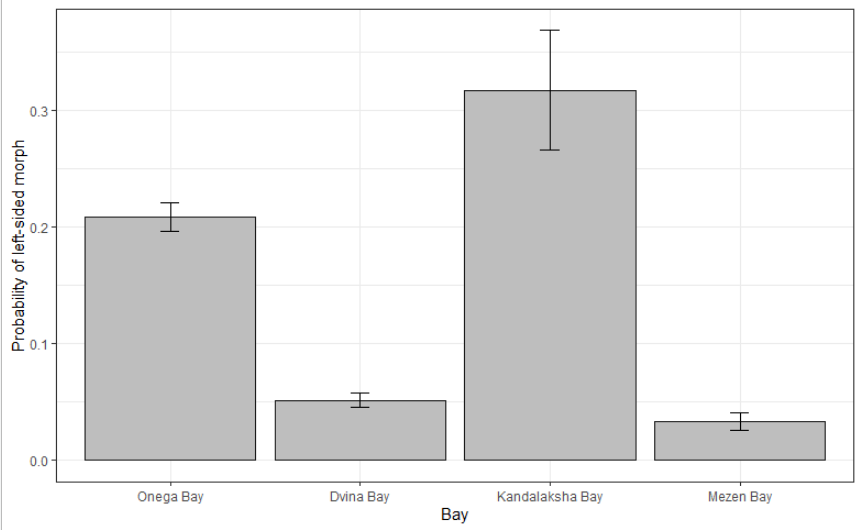 Probability of left-sided morph
0.3
0.2
0.1
0.0
Onega Bay Dvina Bay Kandalaksha Bay Mezen Bay
Bay